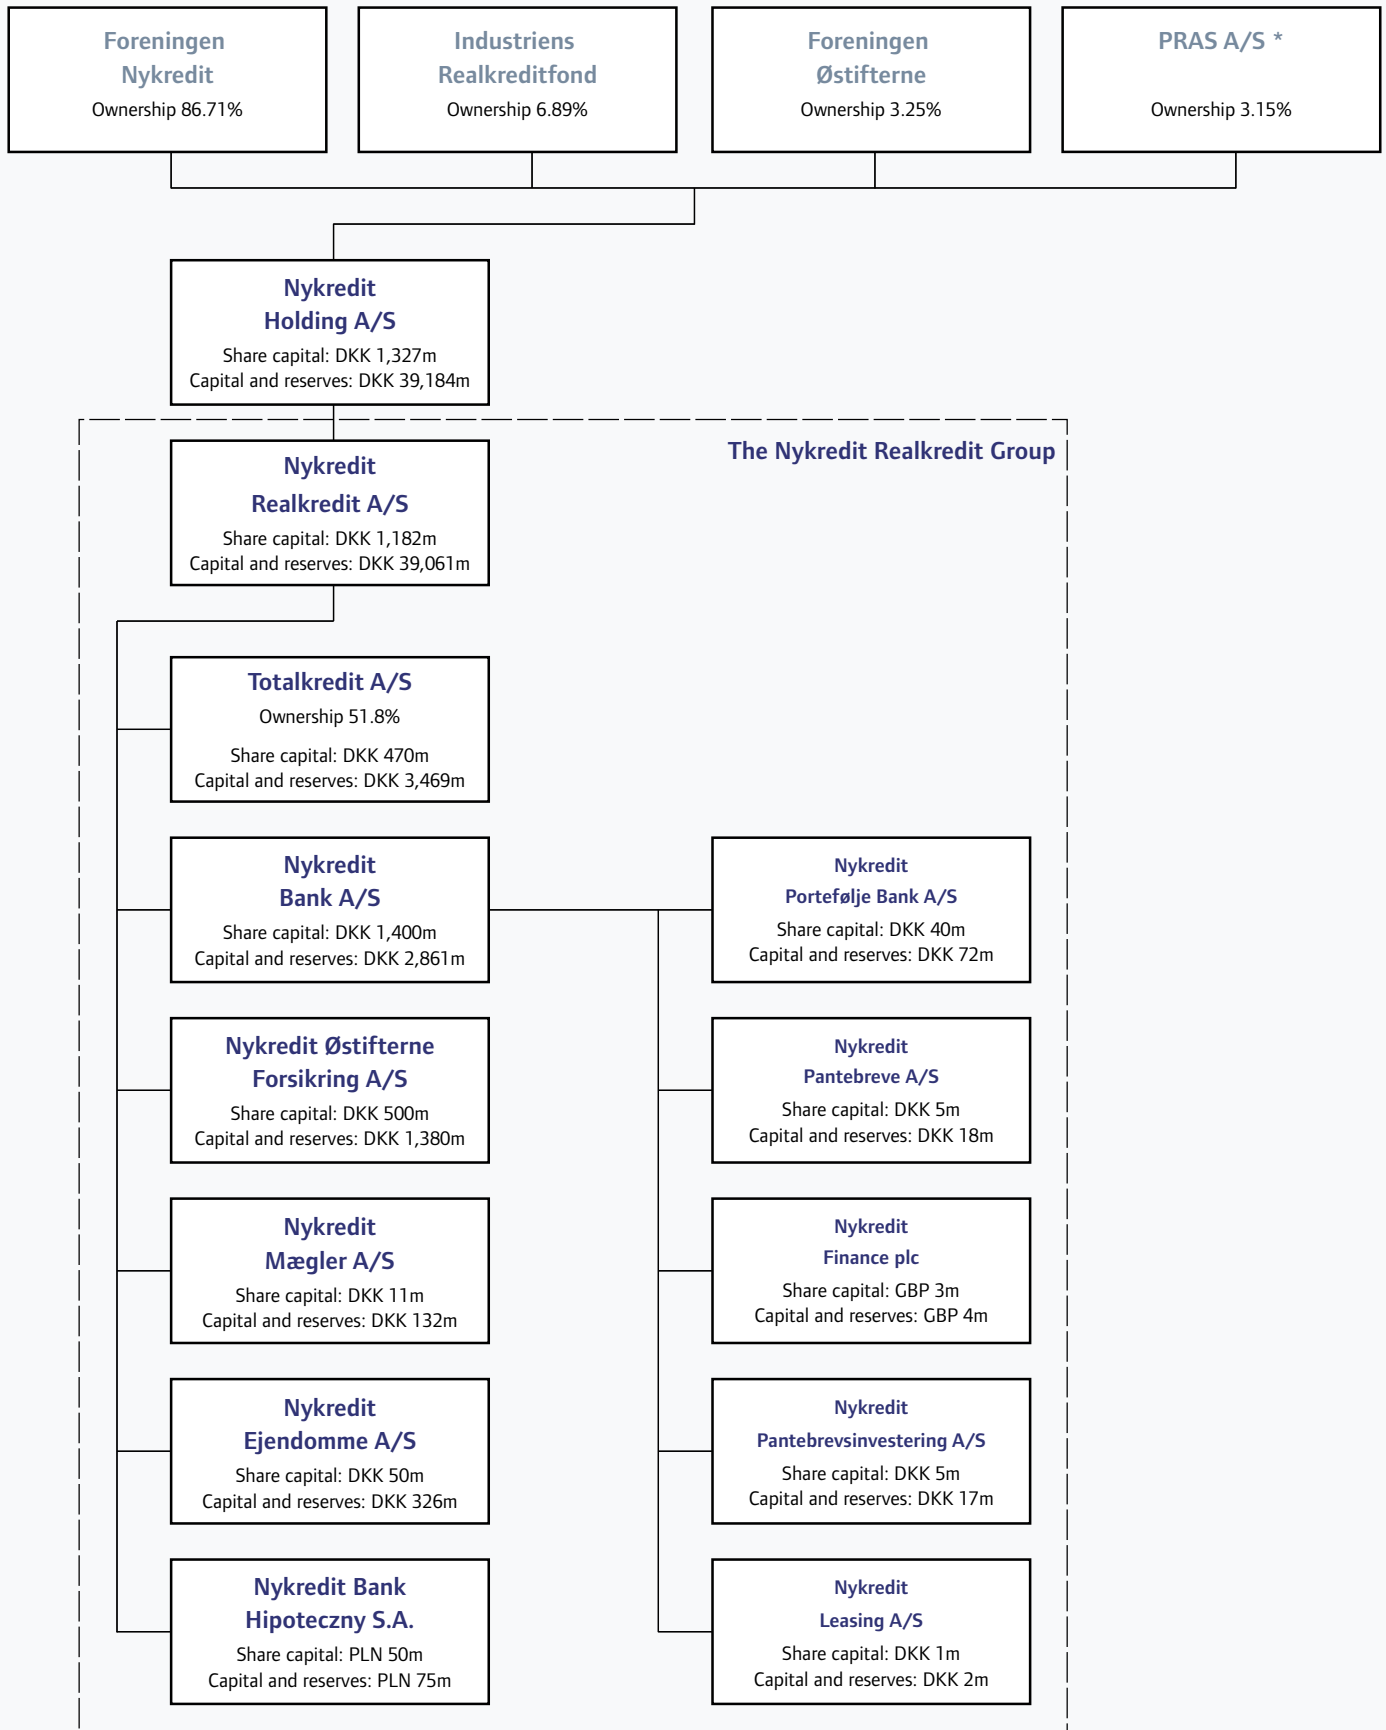 Foreningen
Nykredit
Ownership 86.71%
Industriens
Realkreditfond
Ownership 6.89%
Foreningen
Østifterne
Ownership 3.25%
PRAS A/S *
Ownership 3.15%
Nykredit
Holding A/S
Share capital: DKK 1,327m
Capital and reserves: DKK 39,184m
The Nykredit Realkredit Group
Nykredit
Realkredit A/S
Share capital: DKK 1,182m
Capital and reserves: DKK 39,061m
Totalkredit A/S
Ownership 51.8%
Share capital: DKK 470m
Capital and reserves: DKK 3,469m
Nykredit
Bank A/S
Share capital: DKK 1,400m
Capital and reserves: DKK 2,861m
Nykredit
Portefølje Bank A/S
Share capital: DKK 40m
Capital and reserves: DKK 72m
Nykredit Østifterne
Forsikring A/S
Share capital: DKK 500m
Capital and reserves: DKK 1,380m
Nykredit
Pantebreve A/S
Share capital: DKK 5m
Capital and reserves: DKK 18m
Nykredit
Mægler A/S
Share capital: DKK 11m
Capital and reserves: DKK 132m
Nykredit
Finance plc
Share capital: GBP 3m
Capital and reserves: GBP 4m
Nykredit
Ejendomme A/S
Share capital: DKK 50m
Capital and reserves: DKK 326m
Nykredit
Pantebrevsinvestering A/S
Share capital: DKK 5m
Capital and reserves: DKK 17m
Nykredit Bank
Hipoteczny S.A.
Share capital: PLN 50m
Capital and reserves: PLN 75m
Nykredit
Leasing A/S
Share capital: DKK 1m
Capital and reserves: DKK 2m